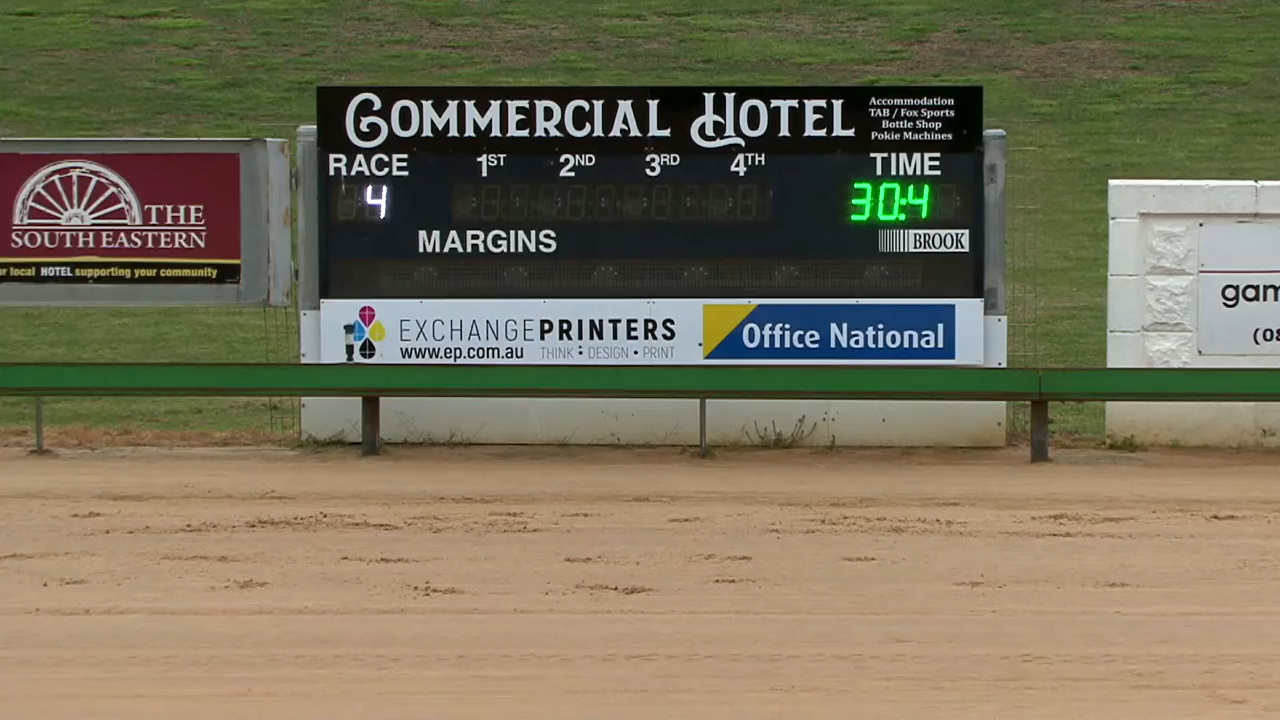 COMMERCIAL HOTEL
Accommodation
TAB / Fox Sports
Bottle Shop
Pokie Machines
RACE 1ST 2ND 3RD 4TH TIME
4 30:4
MARGINS
BROOK
EXCHANGEPRINTERS
www.ep.com.au THINK : DESIGN • PRINT
Office National
THE
SOUTH EASTERN
r local HOTEL supporting your community
gam
(08